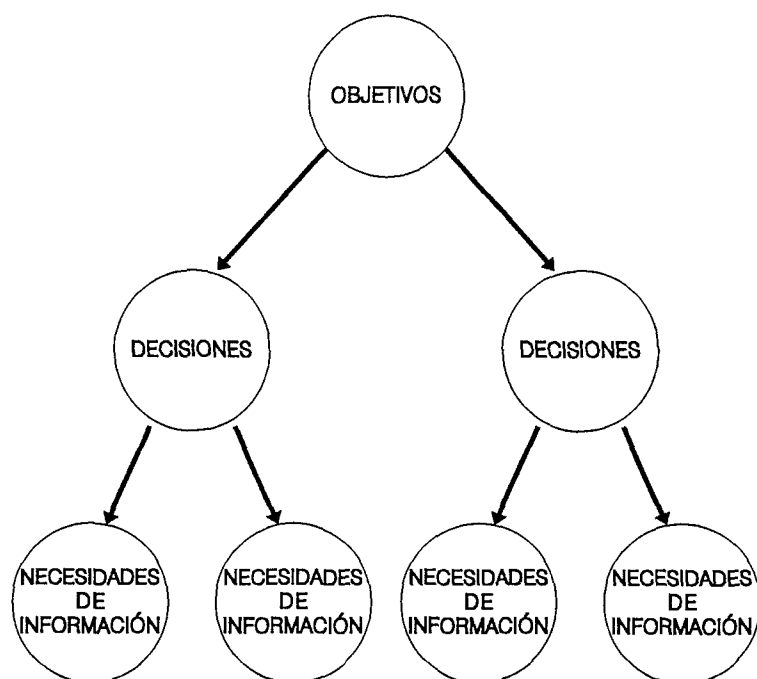 OBJETIVOS
DECISIONES
DECISIONES
NECESIDADES
DE
INFORMACIÓN
NECESIDADES
DE
INFORMACIÓN
NECESIDADES
DE
INFORMACIÓN
NECESIDADES
DE
INFORMACIÓN